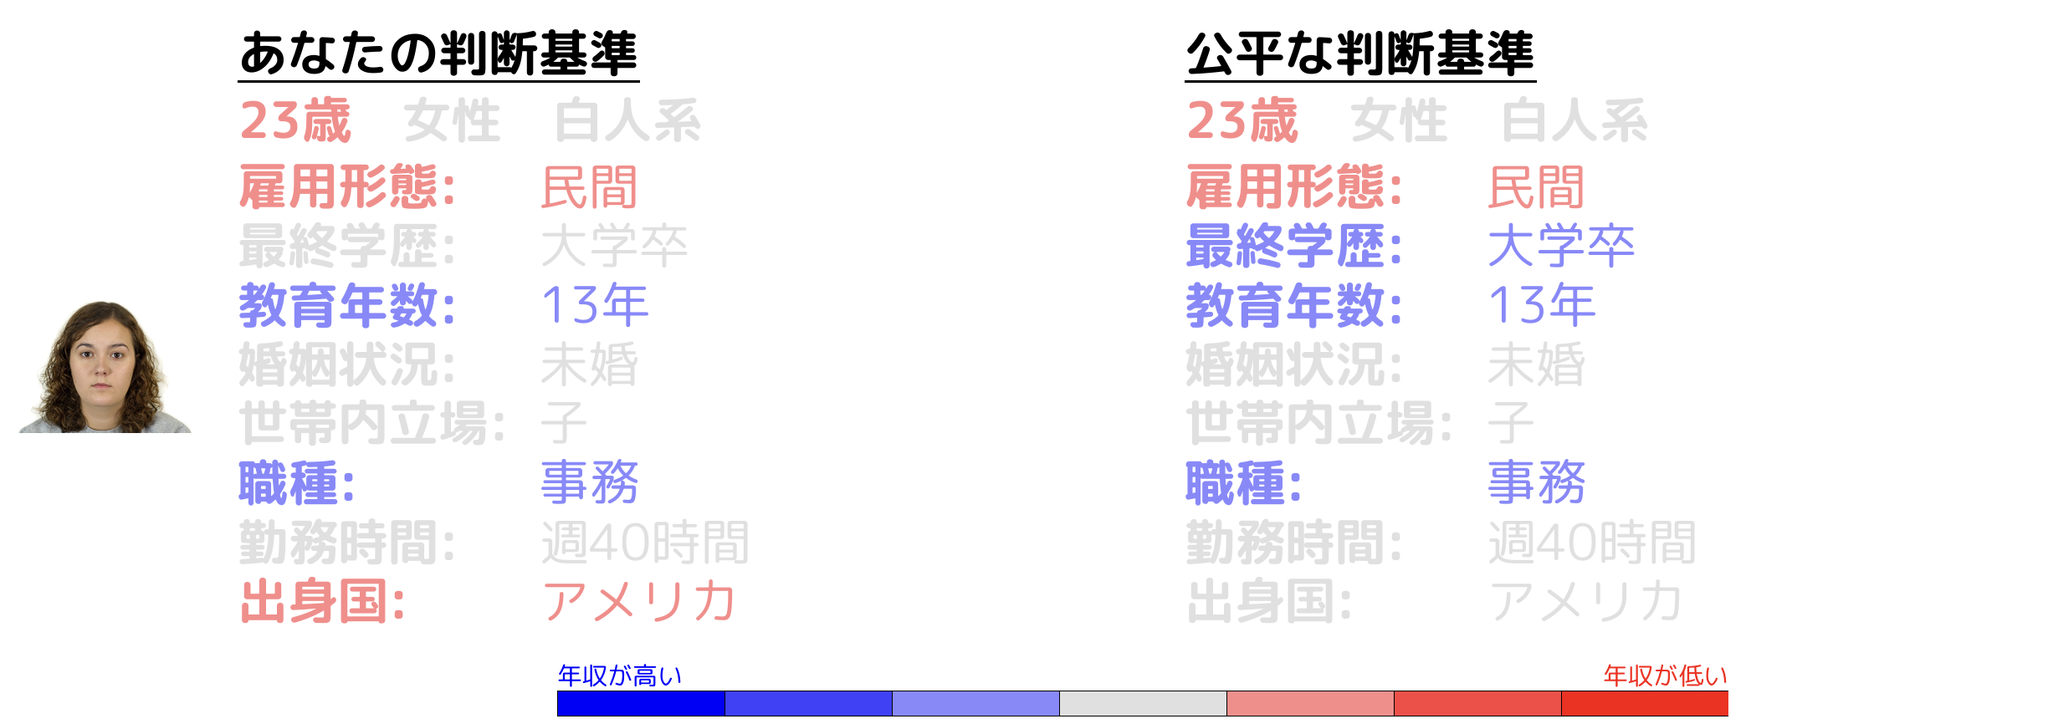 あなたの判断基準
23歳 女性 白人系
雇用形態: 民間
最終学歴: 大学卒
教育年数: 13年
婚姻状況: 未婚
世帯内立場: 子
職種: 事務
勤務時間: 週40時間
出身国: アメリカ
公平な判断基準
23歳 女性 白人系
雇用形態: 民間
最終学歴: 大学卒
教育年数: 13年
婚姻状況: 未婚
世帯内立場: 子
職種: 事務
勤務時間: 週40時間
出身国: アメリカ
年収が高い
年収が低い